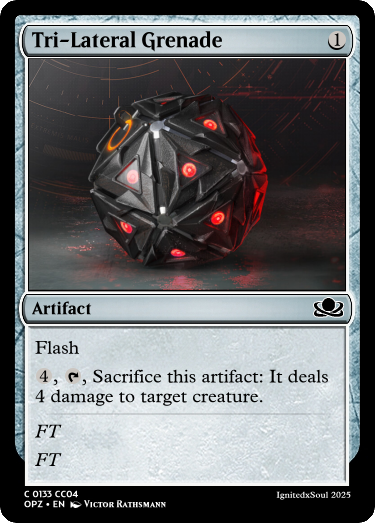 Tri-Lateral Grenade 1
Artifact
Flash
4, , Sacrifice this artifact: It deals
4 damage to target creature.
FT
FT
C 0133 CC04
OPZ • EN VICTOR RATHSMANN
IgnitedxSoul 2025